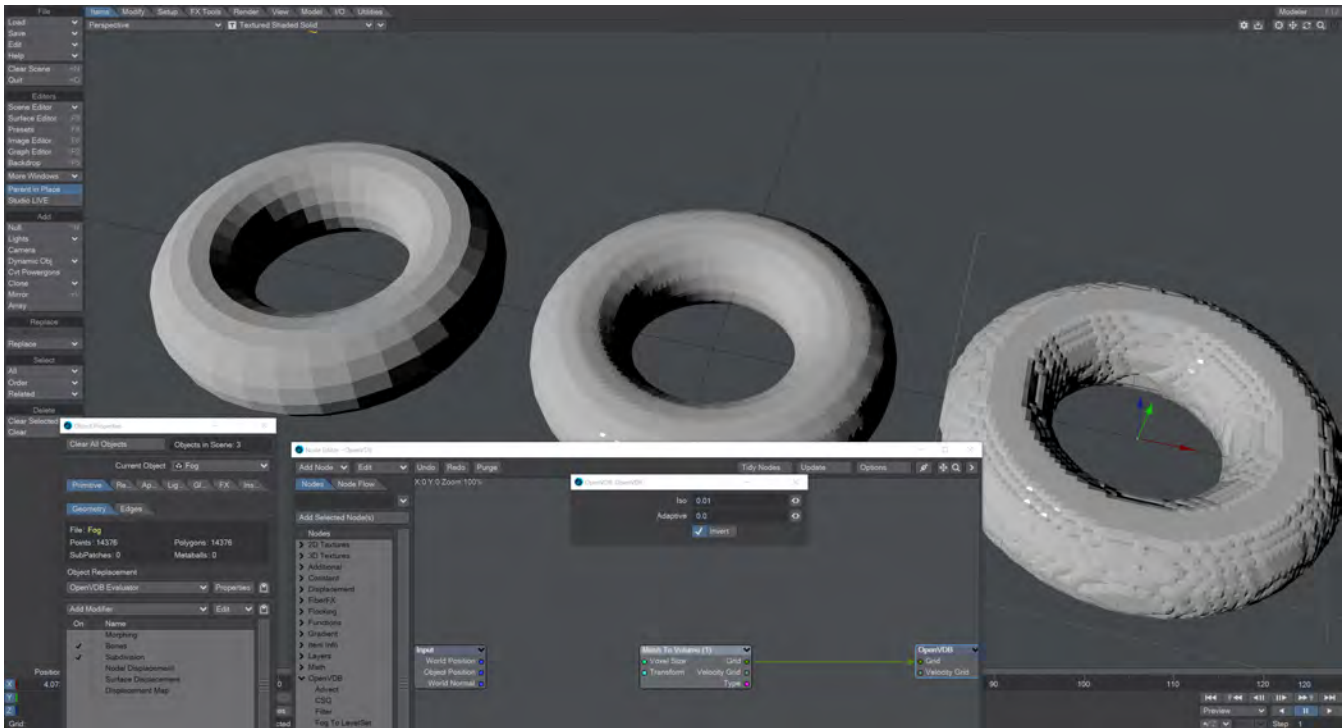 File
Items Modify Setup FX Tools Render View Model I/O Utilities
Modeler
Load
Perspective
Textured Shaded Solid
Save
Edit
Help
Clear Scene
Quit
Editors
Scene Editor
Surface Editor
Presets
Image Editor
Graph Editor
Backdrop
More Windows
Parent in Place
Studio LIVE
Add
Null
Lights
Camera
Dynamic Obj
Cvt Powergons
Clone
Mirror
Array
Replace
Replace
Select
All
Order
Related
Delete
Clear Selected
Clear
Object Properties
Clear All Objects
Objects in Scene: 3
Current Object Fog
Primitive Re... Ap... Lig... Gl... FX Ins...
Geometry Edges
File: Fog
Points: 14376 Polygons: 14376
SubPatches: 0 Metaballs: 0
Object Replacement
OpenVDB Evaluator Properties
Add Modifier Edit
On Name
Morphing
Bones
Subdivision
Nodal Displacement
Surface Displacement
Displacement Map
Node Editor - OpenVDB
Add Node Edit Undo Redo Purge Tidy Nodes Update Options
Nodes Node Flow
X:0 Y:0 Zoom:100%
Add Selected Node(s)
Nodes
2D Textures
3D Textures
Additional
Constant
Displacement
FiberFX
Flocking
Functions
Gradient
Item Info
Layers
Math
OpenVDB
Advect
CSG
Filter
Fog To LevelSet
Iso 0.01
Adaptive 0.0
Invert
Input
World Position
Object Position
World Normal
Mesh To Volume (1)
Voxel Size Grid
Transform Velocity Grid
Type
OpenVDB
Grid
Velocity Grid
Position
X 4.07
Y
Z
Grid:
90 100 110 120 120
Preview
Step 1